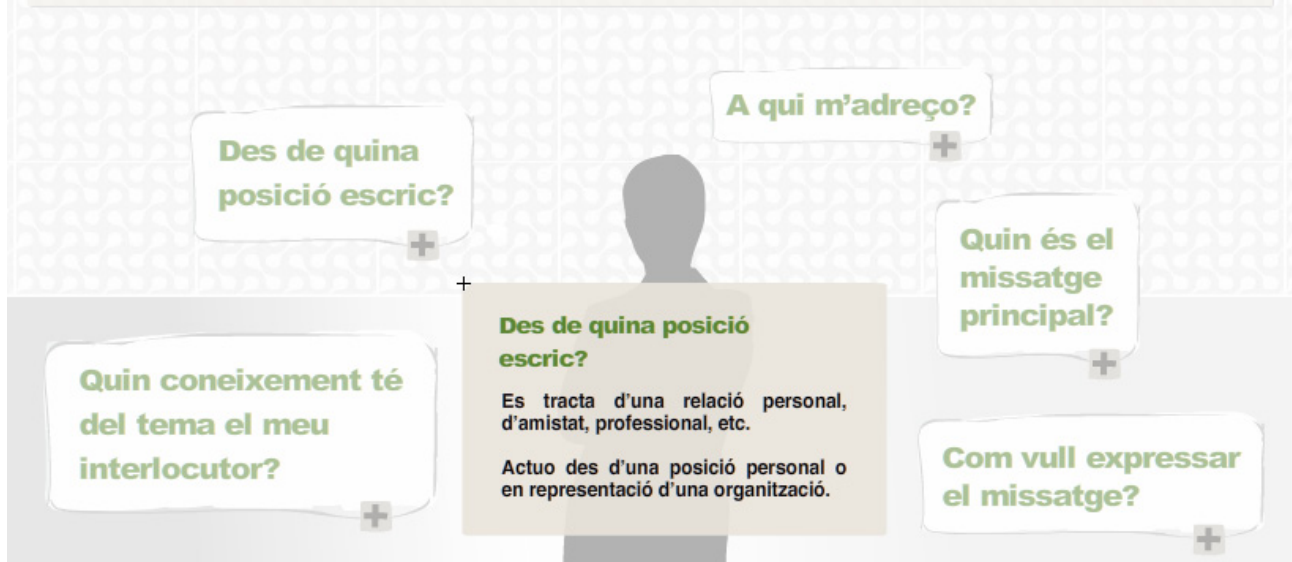 Des de quina
posició escric?
A qui m’adreço?
Quin és el
missatge
principal?
Quin coneixement té
del tema el meu
interlocutor?
Des de quina posició
escric?
Es tracta d’una relació personal,
d’amistat, professional, etc.
Actuo des d’una posició personal o
en representació d’una organització.
Com vull expressar
el missatge?